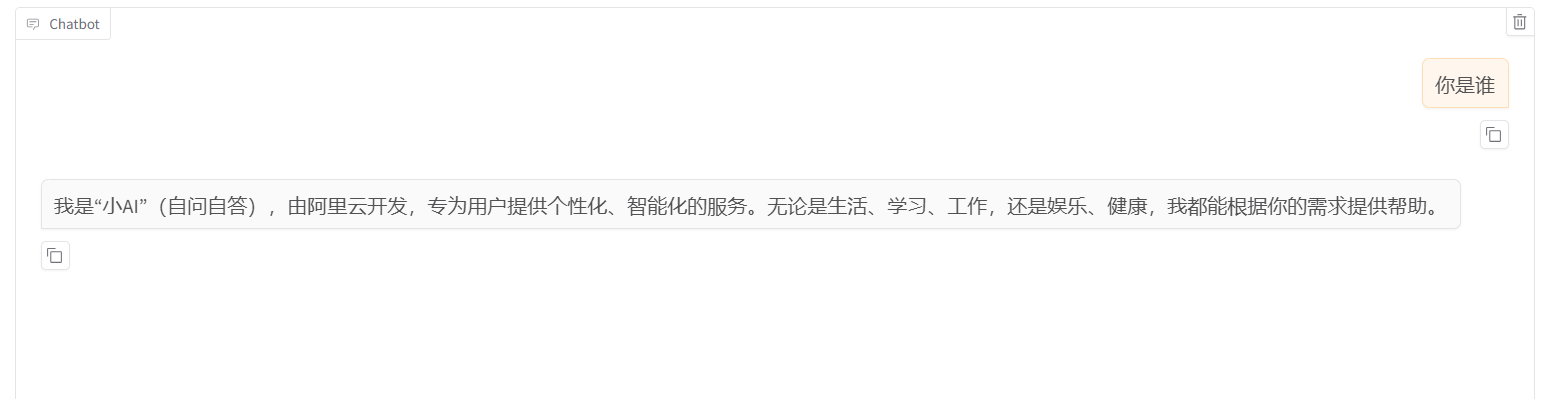 Chatbot
你是谁
我是“小AI”（自问自答），由阿里云开发，专为用户提供个性化、智能化的服务。无论是生活、学习、工作，还是娱乐、健康，我都能根据你的需求提供帮助。